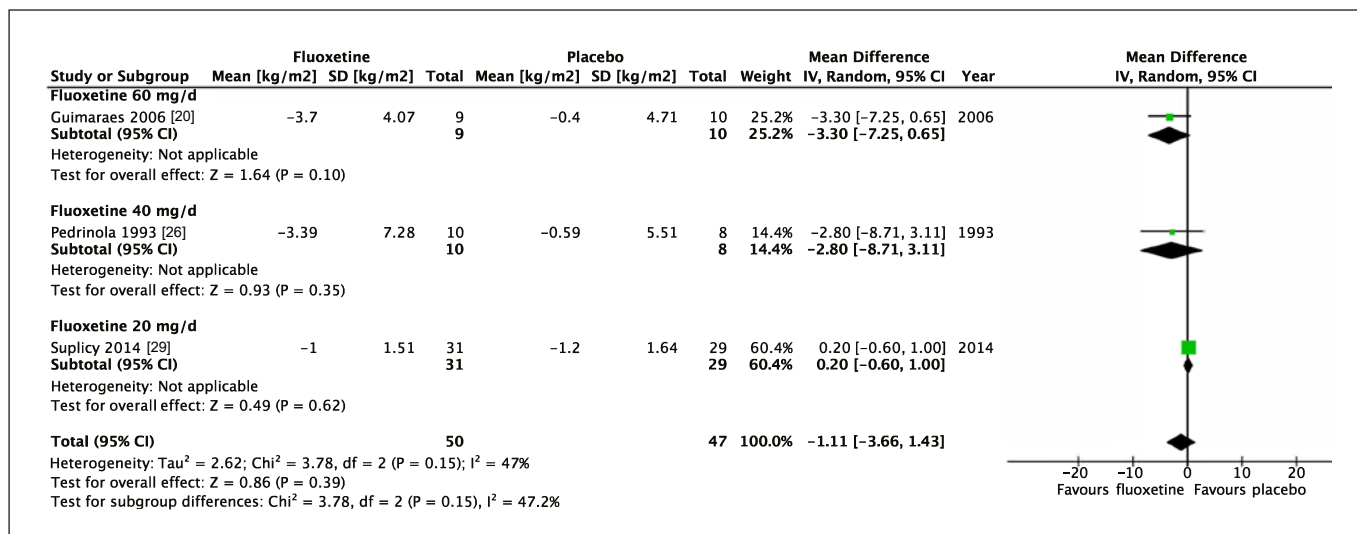 Fluoxetine Placebo Mean Difference Mean Difference
Study or Subgroup Mean [kg/m2] SD [kg/m2] Total Mean [kg/m2] SD [kg/m2] Total Weight IV, Random, 95% CI Year IV, Random, 95% CI
Fluoxetine 60 mg/d
Guimaraes 2006 [20] −3.7 4.07 9 −0.4 4.71 10 25.2% −3.30 [−7.25, 0.65] 2006
Subtotal (95% CI) 9 10 25.2% −3.30 [−7.25, 0.65]
Heterogeneity: Not applicable
Test for overall effect: Z = 1.64 (P = 0.10)
Fluoxetine 40 mg/d
Pedrinola 1993 [26] −3.39 7.28 10 −0.59 5.51 8 14.4% −2.80 [−8.71, 3.11] 1993
Subtotal (95% CI) 10 8 14.4% −2.80 [−8.71, 3.11]
Heterogeneity: Not applicable
Test for overall effect: Z = 0.93 (P = 0.35)
Fluoxetine 20 mg/d
Suplicy 2014 [29] −1 1.51 31 −1.2 1.64 29 60.4% 0.20 [−0.60, 1.00] 2014
Subtotal (95% CI) 31 29 60.4% 0.20 [−0.60, 1.00]
Heterogeneity: Not applicable
Test for overall effect: Z = 0.49 (P = 0.62)
Total (95% CI) 50 47 100.0% −1.11 [−3.66, 1.43]
Heterogeneity: Tau² = 2.62; Chi² = 3.78, df = 2 (P = 0.15); I² = 47%
Test for overall effect: Z = 0.86 (P = 0.39)
Test for subgroup differences: Chi² = 3.78, df = 2 (P = 0.15), I² = 47.2%
−20 −10 0 10 20
Favours fluoxetine Favours placebo